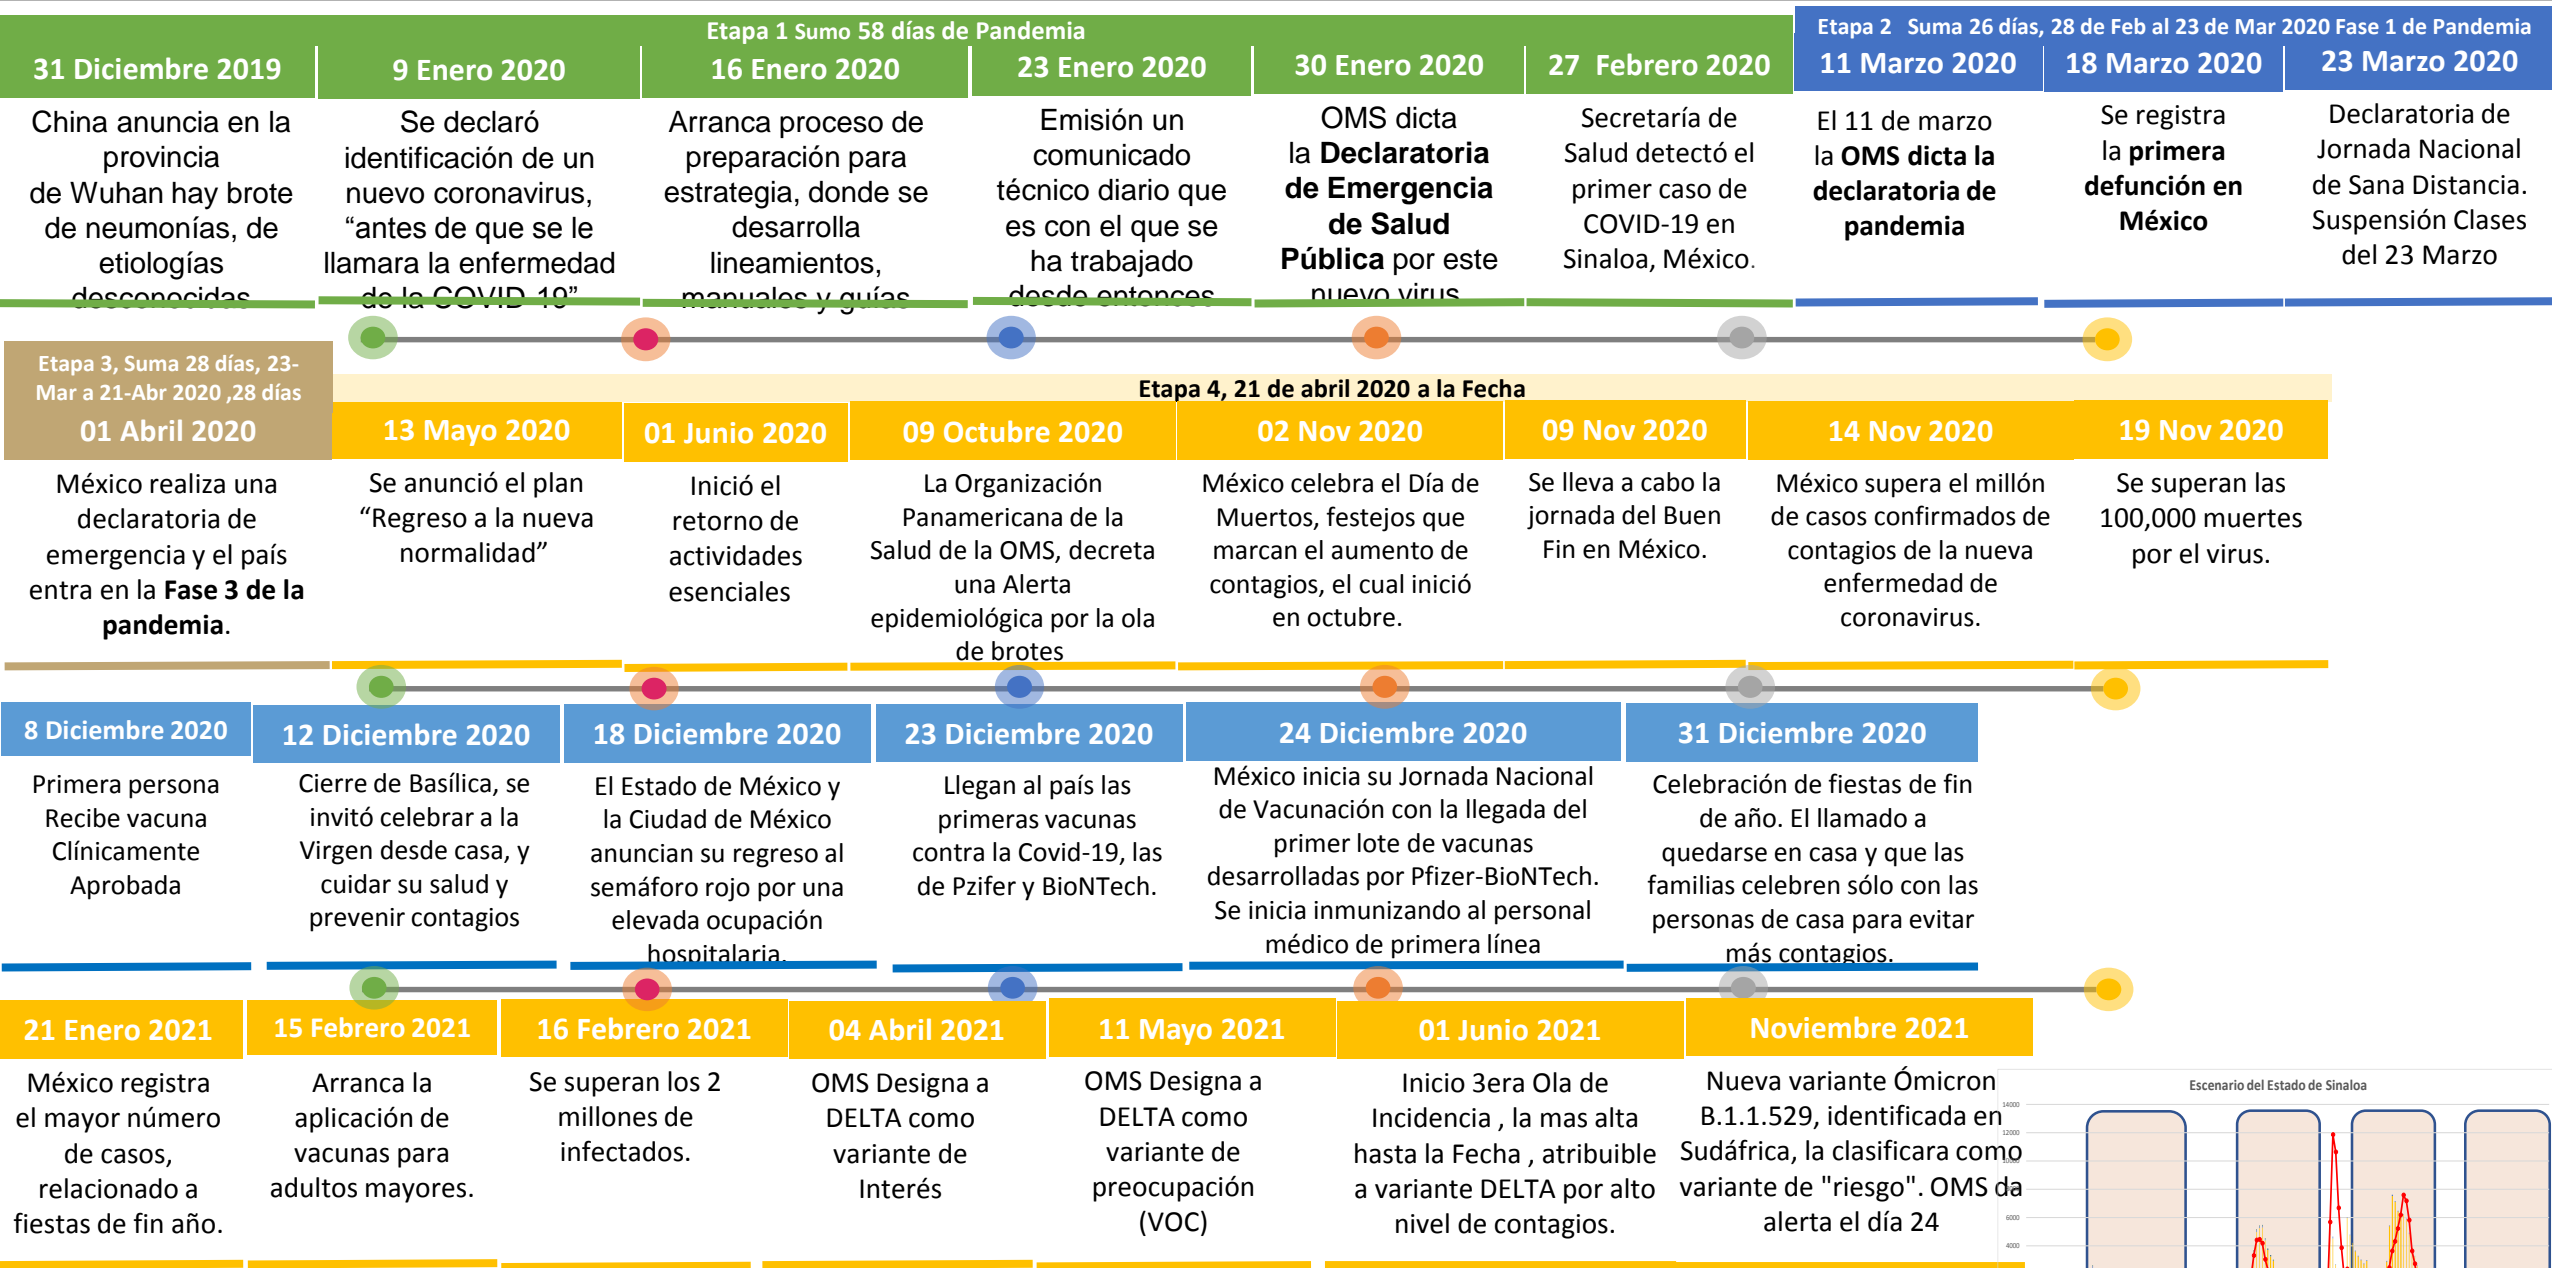 Etapa 1 Sumo 58 días de Pandemia
Etapa 2 Suma 26 días, 28 de Feb al 23 de Mar 2020 Fase 1 de Pandemia
31 Diciembre 2019
China anuncia en la
provincia
de Wuhan hay brote
de neumonías, de
etiologías
desconocidas
9 Enero 2020
Se declaró
identificación de un
nuevo coronavirus,
“antes de que se le
llamara la enfermedad
de la COVID-19”
16 Enero 2020
Arranca proceso de
preparación para
estrategia, donde se
desarrolla
lineamientos,
manuales y guías
23 Enero 2020
Emisión un
comunicado
técnico diario que
es con el que se
ha trabajado
desde entonces
30 Enero 2020
OMS dicta
la Declaratoria
de Emergencia
de Salud
Pública por este
nuevo virus
27 Febrero 2020
Secretaría de
Salud detectó el
primer caso de
COVID-19 en
Sinaloa, México.
11 Marzo 2020
El 11 de marzo
la OMS dicta la
declaratoria de
pandemia
18 Marzo 2020
Se registra
la primera
defunción en
México
23 Marzo 2020
Declaratoria de
Jornada Nacional
de Sana Distancia.
Suspensión Clases
del 23 Marzo
Etapa 3, Suma 28 días, 23-
Mar a 21-Abr 2020 ,28 días
Etapa 4, 21 de abril 2020 a la Fecha
01 Abril 2020
México realiza una
declaratoria de
emergencia y el país
entra en la Fase 3 de la
pandemia.
13 Mayo 2020
Se anunció el plan
“Regreso a la nueva
normalidad”
01 Junio 2020
Inició el
retorno de
actividades
esenciales
09 Octubre 2020
La Organización
Panamericana de la
Salud de la OMS, decreta
una Alerta
epidemiológica por la ola
de brotes
02 Nov 2020
México celebra el Día de
Muertos, festejos que
marcan el aumento de
contagios, el cual inició
en octubre.
09 Nov 2020
Se lleva a cabo la
jornada del Buen
Fin en México.
14 Nov 2020
México supera el millón
de casos confirmados de
contagios de la nueva
enfermedad de
coronavirus.
19 Nov 2020
Se superan las
100,000 muertes
por el virus.
8 Diciembre 2020
Primera persona
Recibe vacuna
Clínicamente
Aprobada
12 Diciembre 2020
Cierre de Basílica, se
invitó celebrar a la
Virgen desde casa, y
cuidar su salud y
prevenir contagios
18 Diciembre 2020
El Estado de México y
la Ciudad de México
anuncian su regreso al
semáforo rojo por una
elevada ocupación
hospitalaria.
23 Diciembre 2020
Llegan al país las
primeras vacunas
contra la Covid-19, las
de Pzifer y BioNTech.
24 Diciembre 2020
México inicia su Jornada Nacional
de Vacunación con la llegada del
primer lote de vacunas
desarrolladas por Pfizer-BioNTech.
Se inicia inmunizando al personal
médico de primera línea
31 Diciembre 2020
Celebración de fiestas de fin
de año. El llamado a
quedarse en casa y que las
familias celebren sólo con las
personas de casa para evitar
más contagios.
21 Enero 2021
México registra
el mayor número
de casos,
relacionado a
fiestas de fin año.
15 Febrero 2021
Arranca la
aplicación de
vacunas para
adultos mayores.
16 Febrero 2021
Se superan los 2
millones de
infectados.
04 Abril 2021
OMS Designa a
DELTA como
variante de
Interés
11 Mayo 2021
OMS Designa a
DELTA como
variante de
preocupación
(VOC)
01 Junio 2021
Inicio 3era Ola de
Incidencia , la mas alta
hasta la Fecha , atribuible
a variante DELTA por alto
nivel de contagios.
Noviembre 2021
Nueva variante Ómicron
B.1.1.529, identificada en
Sudáfrica, la clasificara como
variante de "riesgo". OMS da
alerta el día 24
Escenario del Estado de Sinaloa
14000
12000
10000
6000
4000